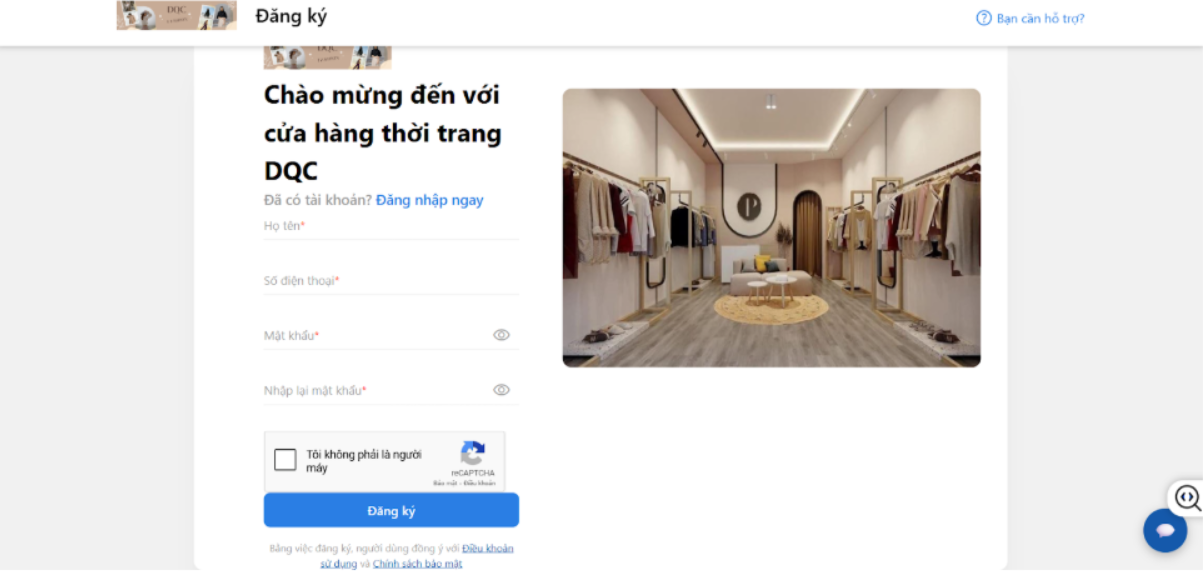 DQC
Đăng ký
Bạn cần hỗ trợ?
Chào mừng đến với
cửa hàng thời trang
DQC
Đã có tài khoản? Đăng nhập ngay
Họ tên*
Số điện thoại*
Mật khẩu*
Nhập lại mật khẩu*
Tôi không phải là người
máy
reCAPTCHA
Bảo mật - Điều khoản
Đăng ký
Bằng việc đăng ký, người dùng đồng ý với Điều khoản
sử dụng và Chính sách bảo mật